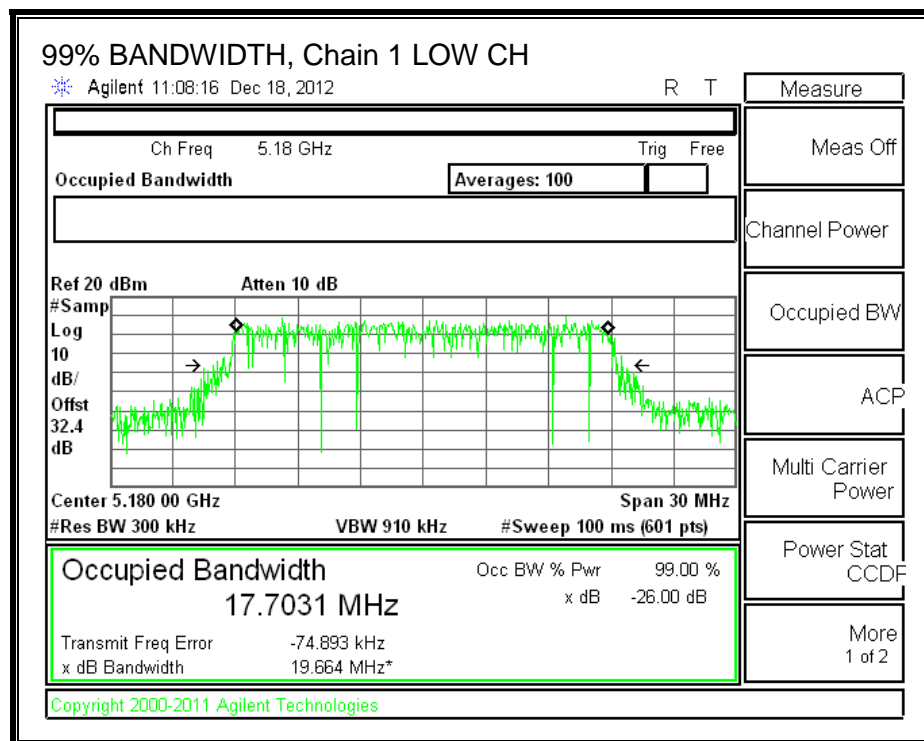 99% BANDWIDTH, Chain 1 LOW CH
Agilent 11:08:16 Dec 18, 2012 R T
Ch Freq 5.18 GHz Trig Free
Occupied Bandwidth Averages: 100
Ref 20 dBm Atten 10 dB
#Samp
Log
10
dB/
Offst
32.4
dB
Center 5.180 00 GHz Span 30 MHz
#Res BW 300 kHz VBW 910 kHz #Sweep 100 ms (601 pts)
Occupied Bandwidth Occ BW % Pwr 99.00 %
17.7031 MHz x dB -26.00 dB
Transmit Freq Error -74.893 kHz
x dB Bandwidth 19.664 MHz*
Copyright 2000-2011 Agilent Technologies
Measure
Meas Off
Channel Power
Occupied BW
ACP
Multi Carrier
Power
Power Stat
CCDF
More
1 of 2